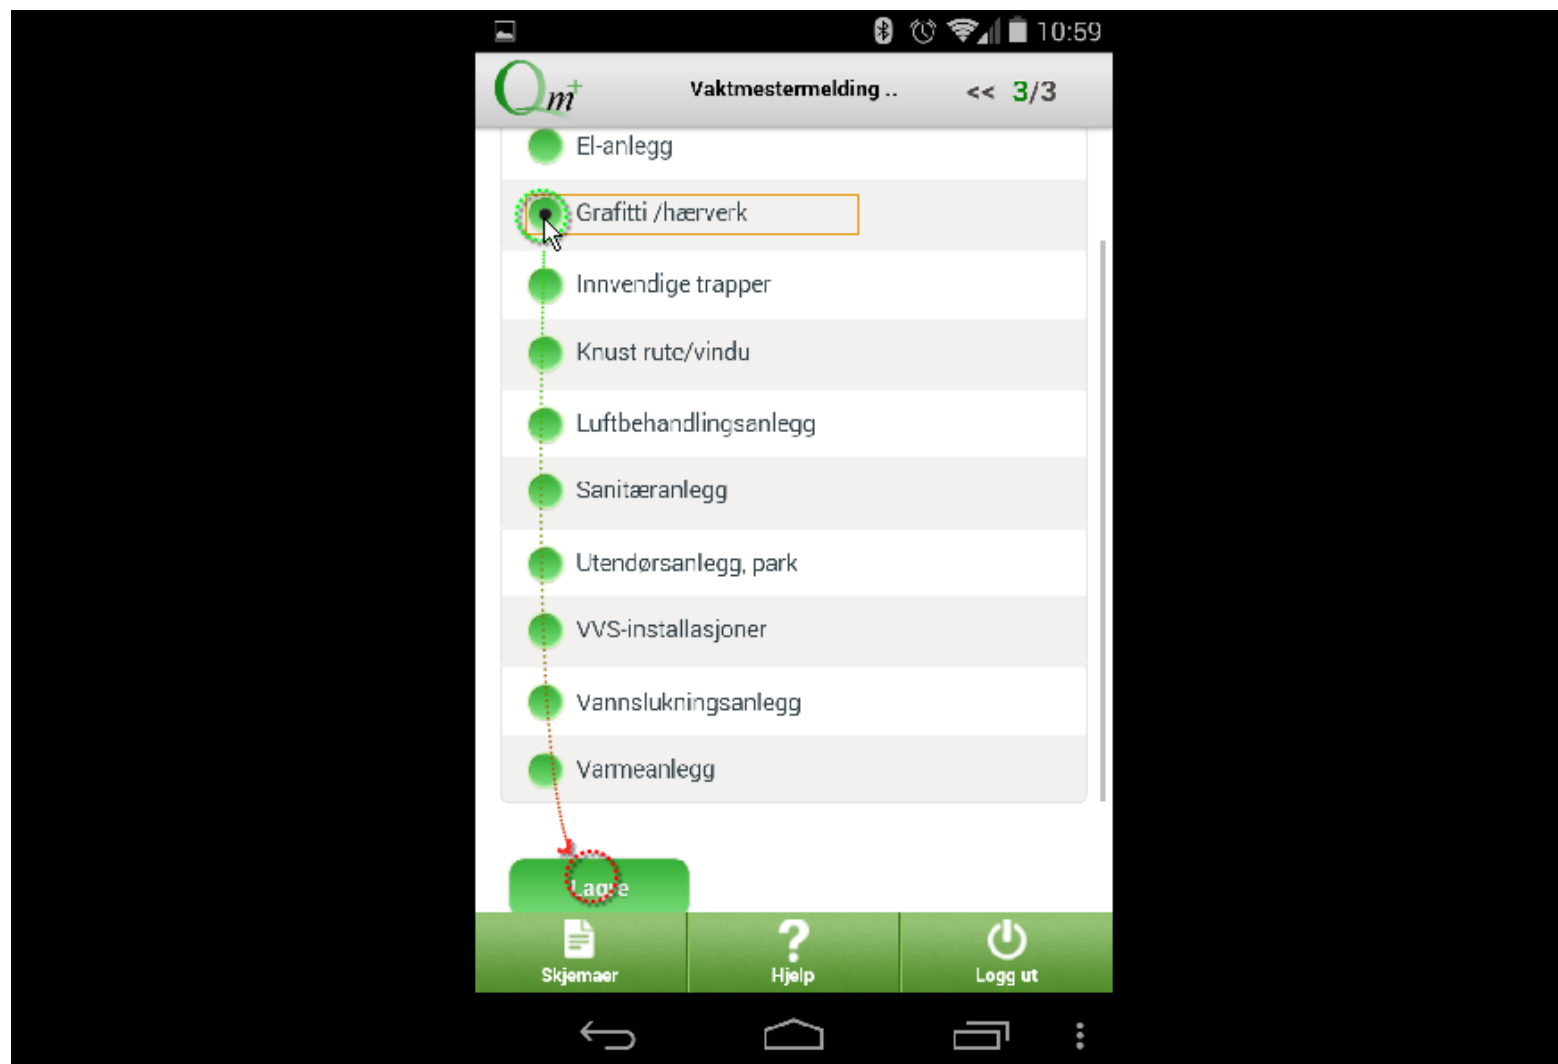 10:59
Qm+
Vaktmestermelding ..
<< 3/3
El-anlegg
Grafitti /hærverk
Innvendige trapper
Knust rute/vindu
Luftbehandlingsanlegg
Sanitæranlegg
Utendørsanlegg, park
VVS-installasjoner
Vannslukningsanlegg
Varmeanlegg
Lagre
Skjemaer
Hjelp
Logg ut